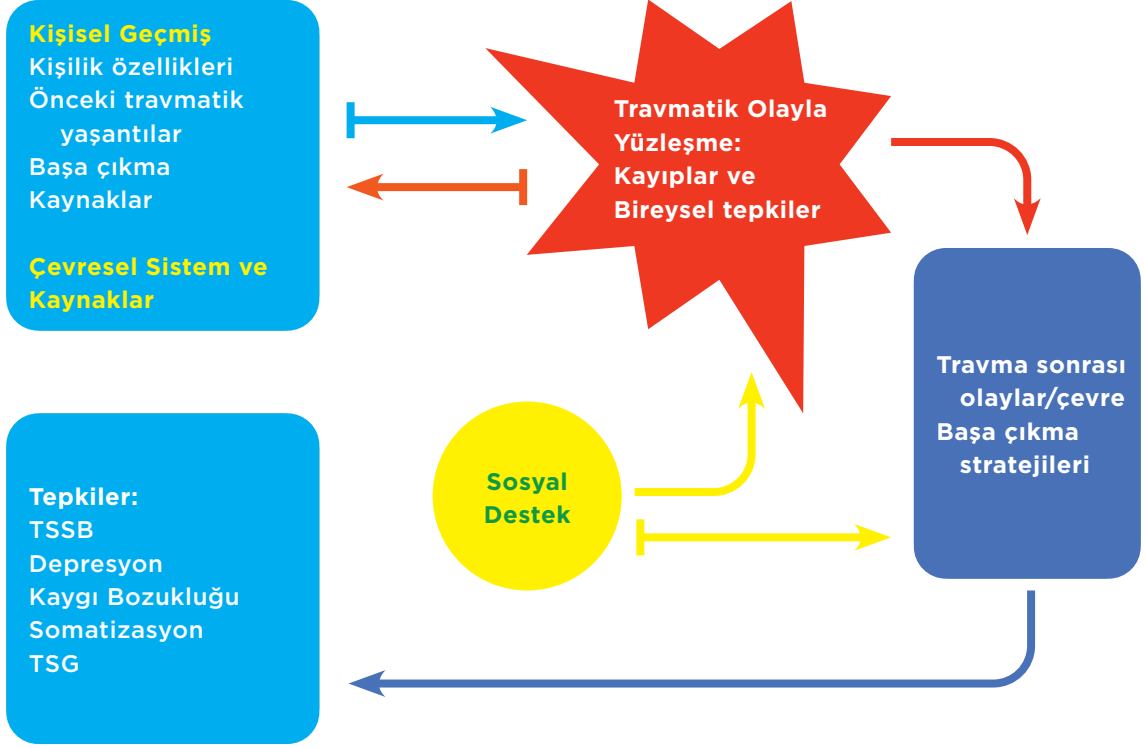 Kişisel Geçmiş
Kişilik özellikleri
Önceki travmatik
yaşantılar
Başa çıkma
Kaynaklar
Çevresel Sistem ve
Kaynaklar
Travmatik Olayla
Yüzleşme:
Kayıplar ve
Bireysel tepkiler
Travma sonrası
olaylar/çevre
Başa çıkma
stratejileri
Sosyal
Destek
Tepkiler:
TSSB
Depresyon
Kaygı Bozukluğu
Somatizasyon
TSG